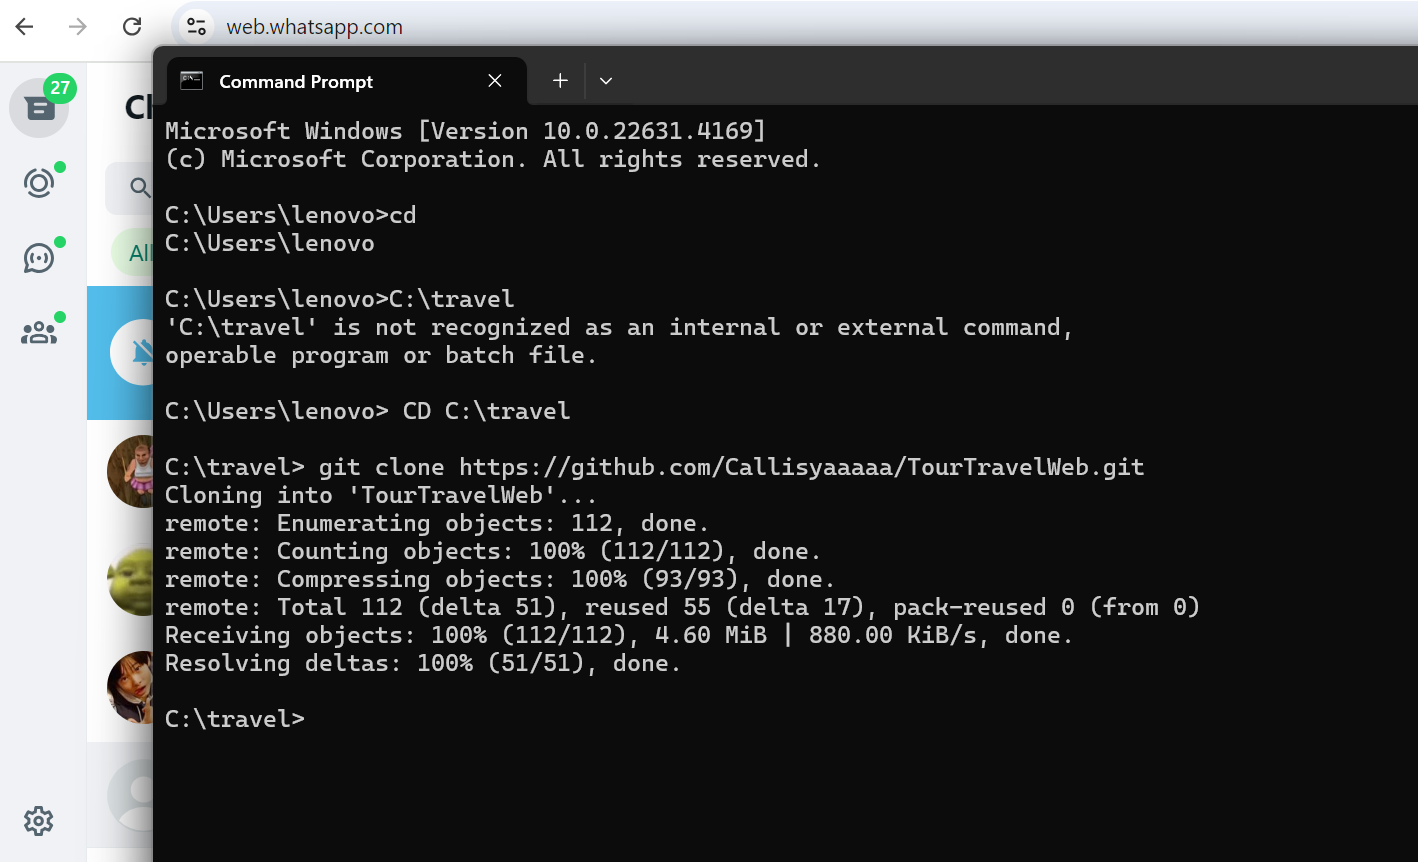 web.whatsapp.com
27
Command Prompt
Microsoft Windows [Version 10.0.22631.4169]
(c) Microsoft Corporation. All rights reserved.
C:\Users\lenovo>cd
C:\Users\lenovo
C:\Users\lenovo>C:\travel
'C:\travel' is not recognized as an internal or external command,
operable program or batch file.
C:\Users\lenovo> CD C:\travel
C:\travel> git clone https://github.com/Callisyaaaaa/TourTravelWeb.git
Cloning into 'TourTravelWeb'...
remote: Enumerating objects: 112, done.
remote: Counting objects: 100% (112/112), done.
remote: Compressing objects: 100% (93/93), done.
remote: Total 112 (delta 51), reused 55 (delta 17), pack-reused 0 (from 0)
Receiving objects: 100% (112/112), 4.60 MiB | 880.00 KiB/s, done.
Resolving deltas: 100% (51/51), done.
C:\travel>
All